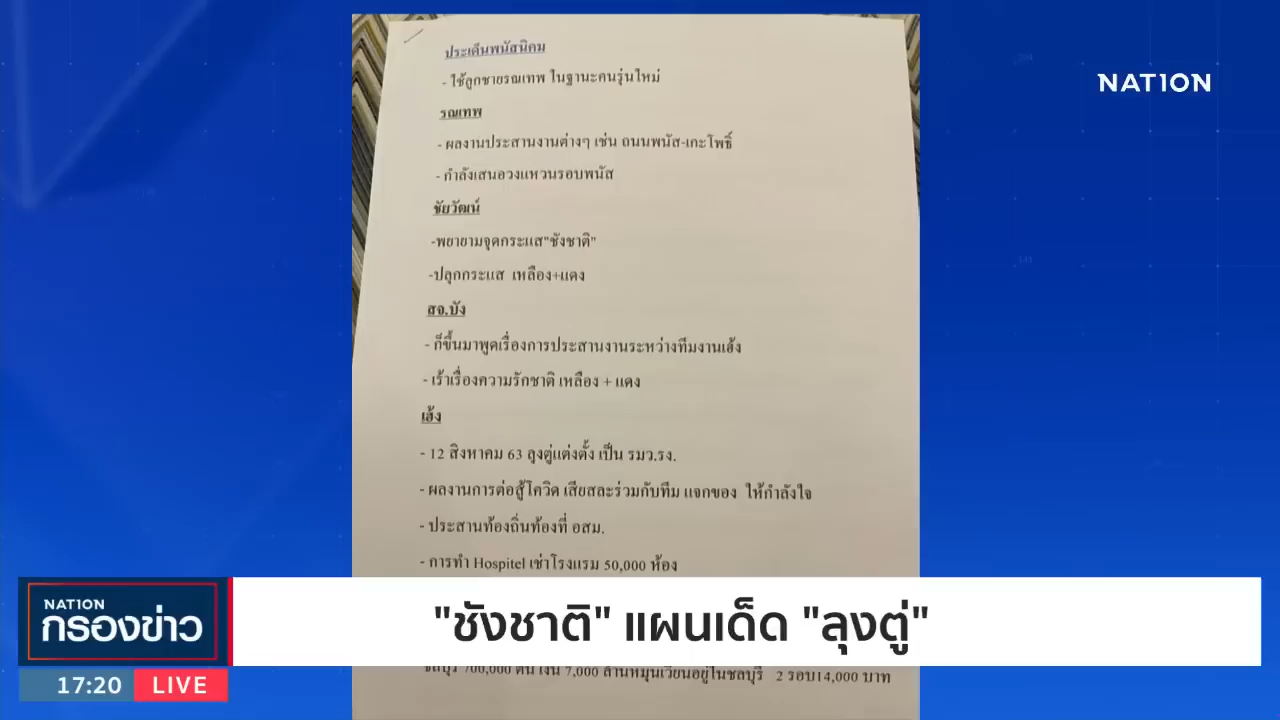 ประเด็นพนัสนิคม
NATION
- ใช้ลูกชายรณเทพ ในฐานะคนรุ่นใหม่
รณเทพ
- ผลงานประสานงานต่างๆ เช่น ถนนพนัส-เกะโพธิ์
- กำลังเสนอวงแหวนรอบพนัส
ชัยวัฒน์
-พยายามจุดกระแส"ชังชาติ"
-ปลุกกระแส เหลือง+แดง
สจ.บัง
- ก็ขึ้นมาพูดเรื่องการประสานงานระหว่างทีมงานเฮ้ง
- เร้าเรื่องความรักชาติ เหลือง + แดง
เฮ้ง
- 12 สิงหาคม 63 ลุงตู่แต่งตั้ง เป็น รมว.รง.
- ผลงานการต่อสู้โควิด เสียสละร่วมกับทีม แจกของ ให้กำลังใจ
- ประสานท้องถิ่นท้องที่ อสม.
- การทำ Hospitel เช่าโรงแรม 50,000 ห้อง
NATION
กรองข่าว
"ชังชาติ" แผนเด็ด "ลุงตู่"
ชลบุรี 700,000 คน เงิน 7,000 ล้านหมุนเวียนอยู่ในชลบุรี 2 รอบ14,000 บาท
17:20 LIVE